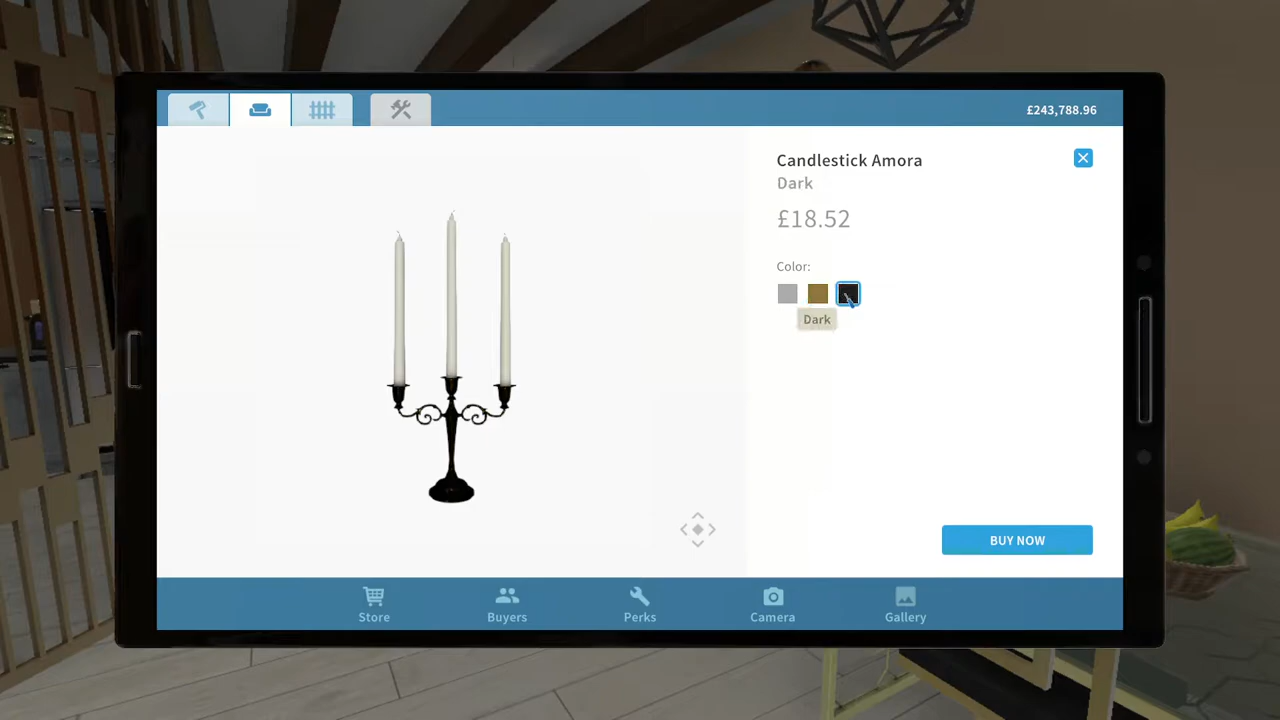 £243,788.96
Candlestick Amora
Dark
£18.52
Color:
Dark
BUY NOW
Store
Buyers
Perks
Camera
Gallery